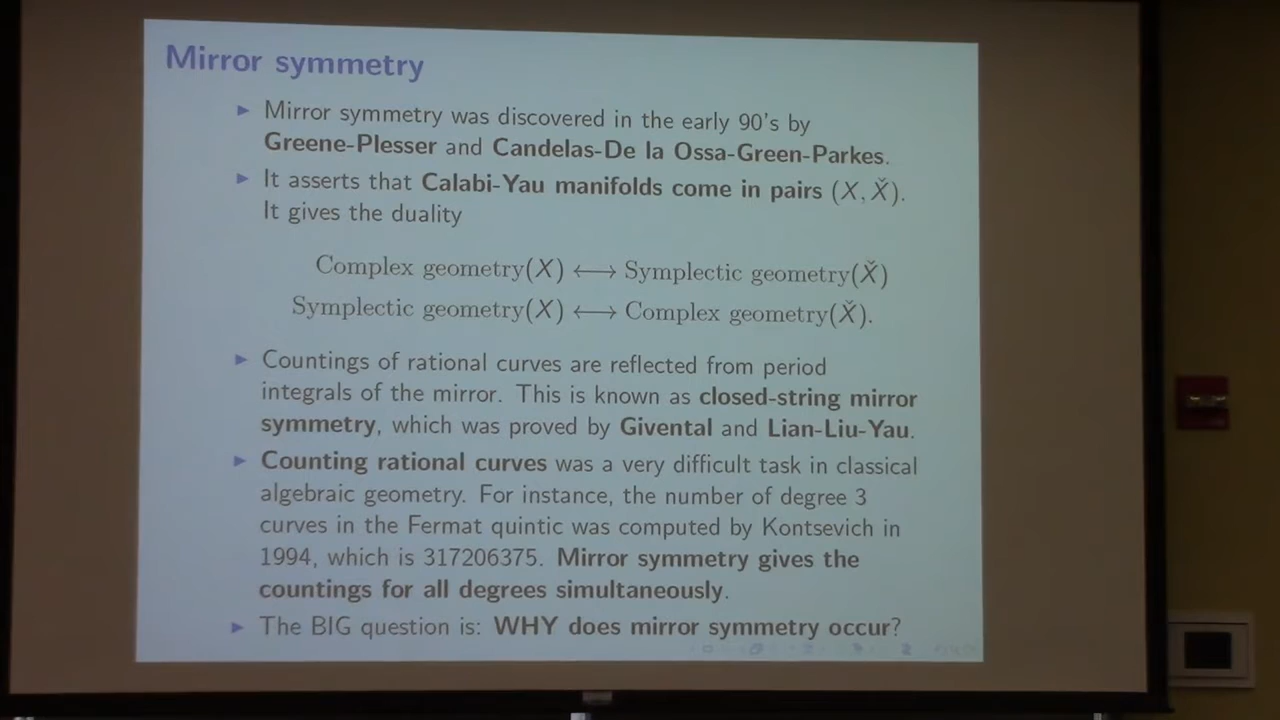 Mirror symmetry
▶ Mirror symmetry was discovered in the early 90's by
Greene-Plesser and Candelas-De la Ossa-Green-Parkes.
▶ It asserts that Calabi-Yau manifolds come in pairs (X, X̌).
It gives the duality
Complex geometry(X) ⟷ Symplectic geometry(X̌)
Symplectic geometry(X) ⟷ Complex geometry(X̌).
▶ Countings of rational curves are reflected from period
integrals of the mirror. This is known as closed-string mirror
symmetry, which was proved by Givental and Lian-Liu-Yau.
▶ Counting rational curves was a very difficult task in classical
algebraic geometry. For instance, the number of degree 3
curves in the Fermat quintic was computed by Kontsevich in
1994, which is 317206375. Mirror symmetry gives the
countings for all degrees simultaneously.
▶ The BIG question is: WHY does mirror symmetry occur?